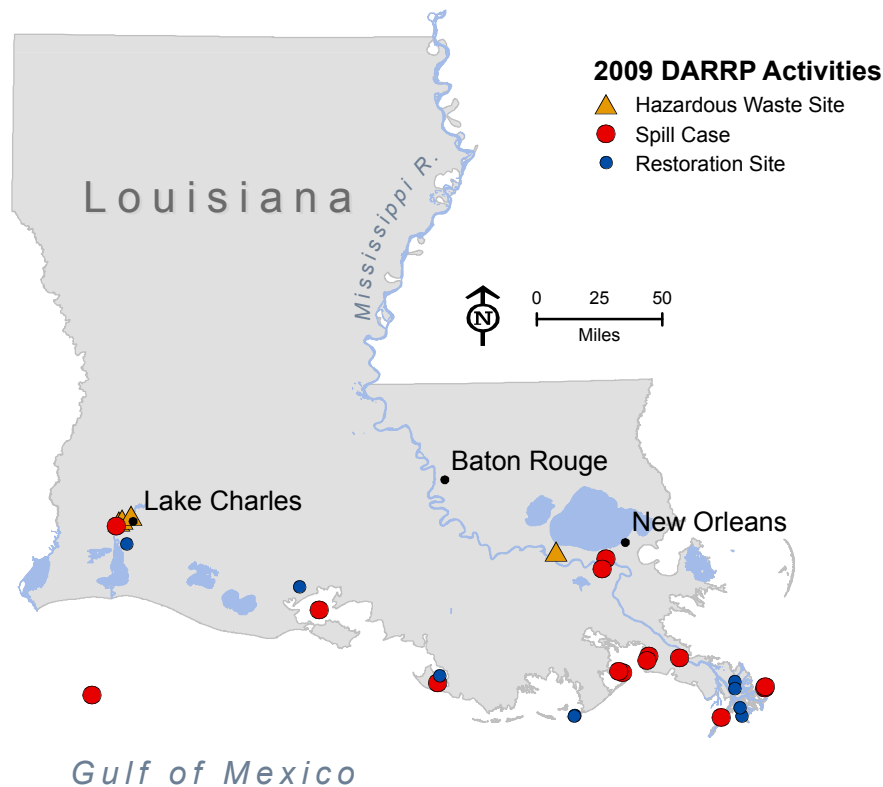 2009 DARRP Activities
Hazardous Waste Site
Spill Case
Restoration Site
Louisiana
Mississippi R.
N
0 25 50
Miles
Baton Rouge
Lake Charles
New Orleans
Gulf of Mexico